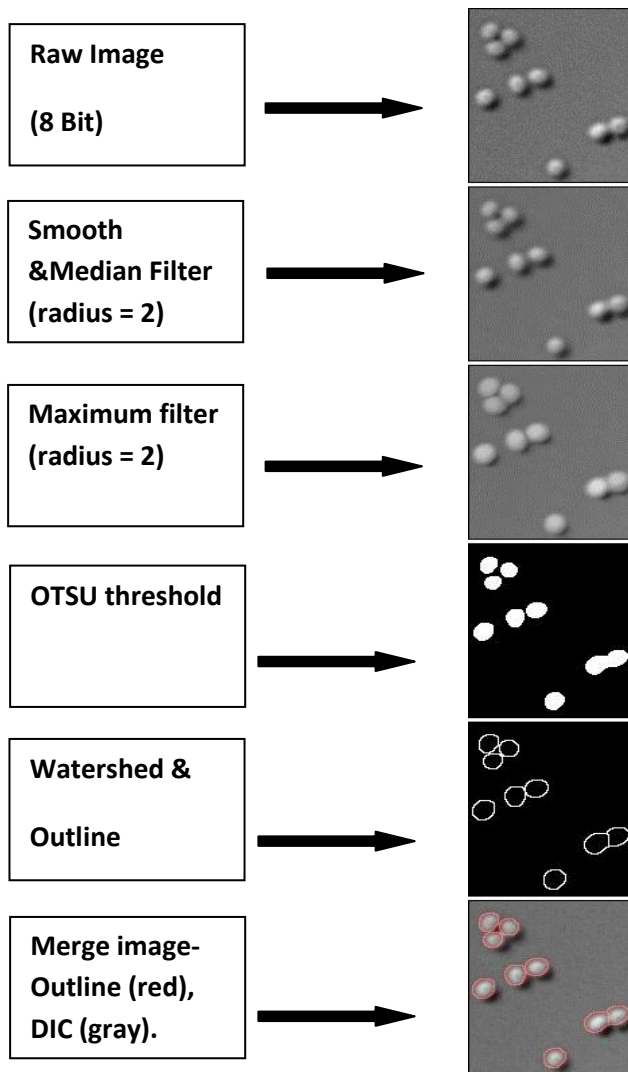 Raw Image
(8 Bit)
Smooth
&Median Filter
(radius = 2)
Maximum filter
(radius = 2)
OTSU threshold
Watershed &
Outline
Merge image-
Outline (red),
DIC (gray).